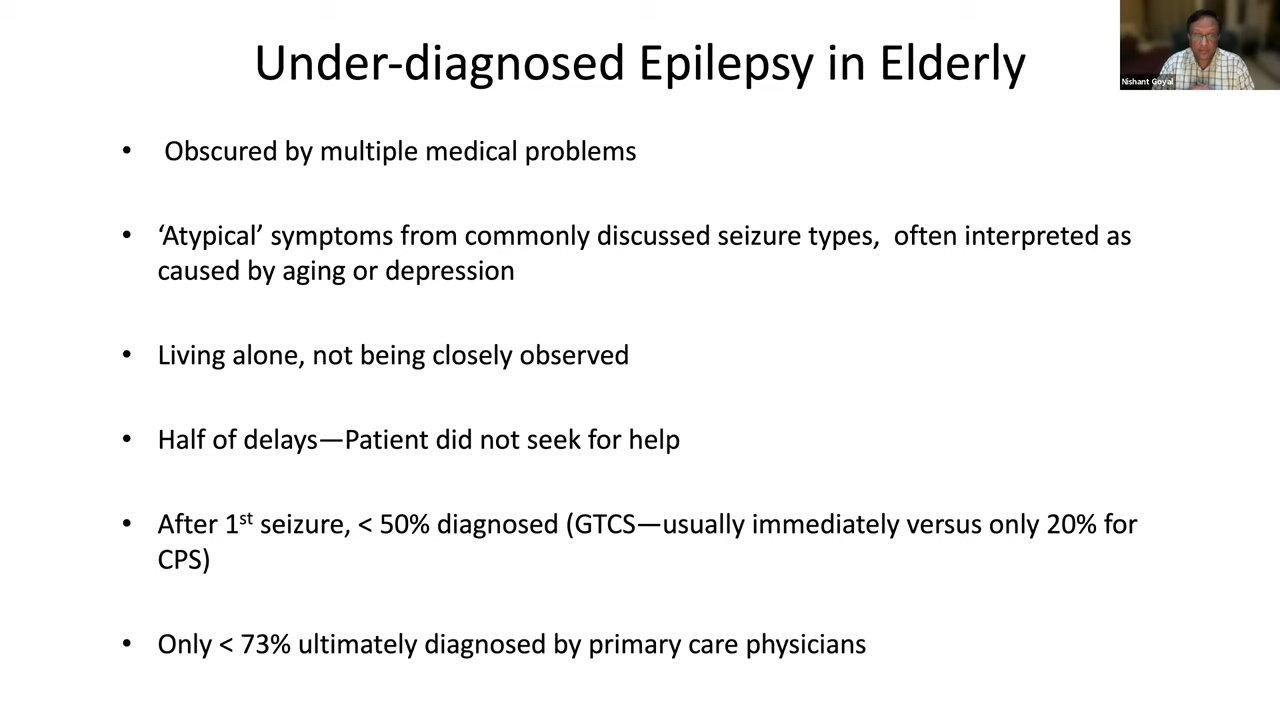 Under-diagnosed Epilepsy in Elderly
Nishant Goyal
• Obscured by multiple medical problems
• ‘Atypical’ symptoms from commonly discussed seizure types,  often interpreted as
caused by aging or depression
• Living alone, not being closely observed
• Half of delays—Patient did not seek for help
• After 1st seizure, < 50% diagnosed (GTCS—usually immediately versus only 20% for
CPS)
• Only < 73% ultimately diagnosed by primary care physicians